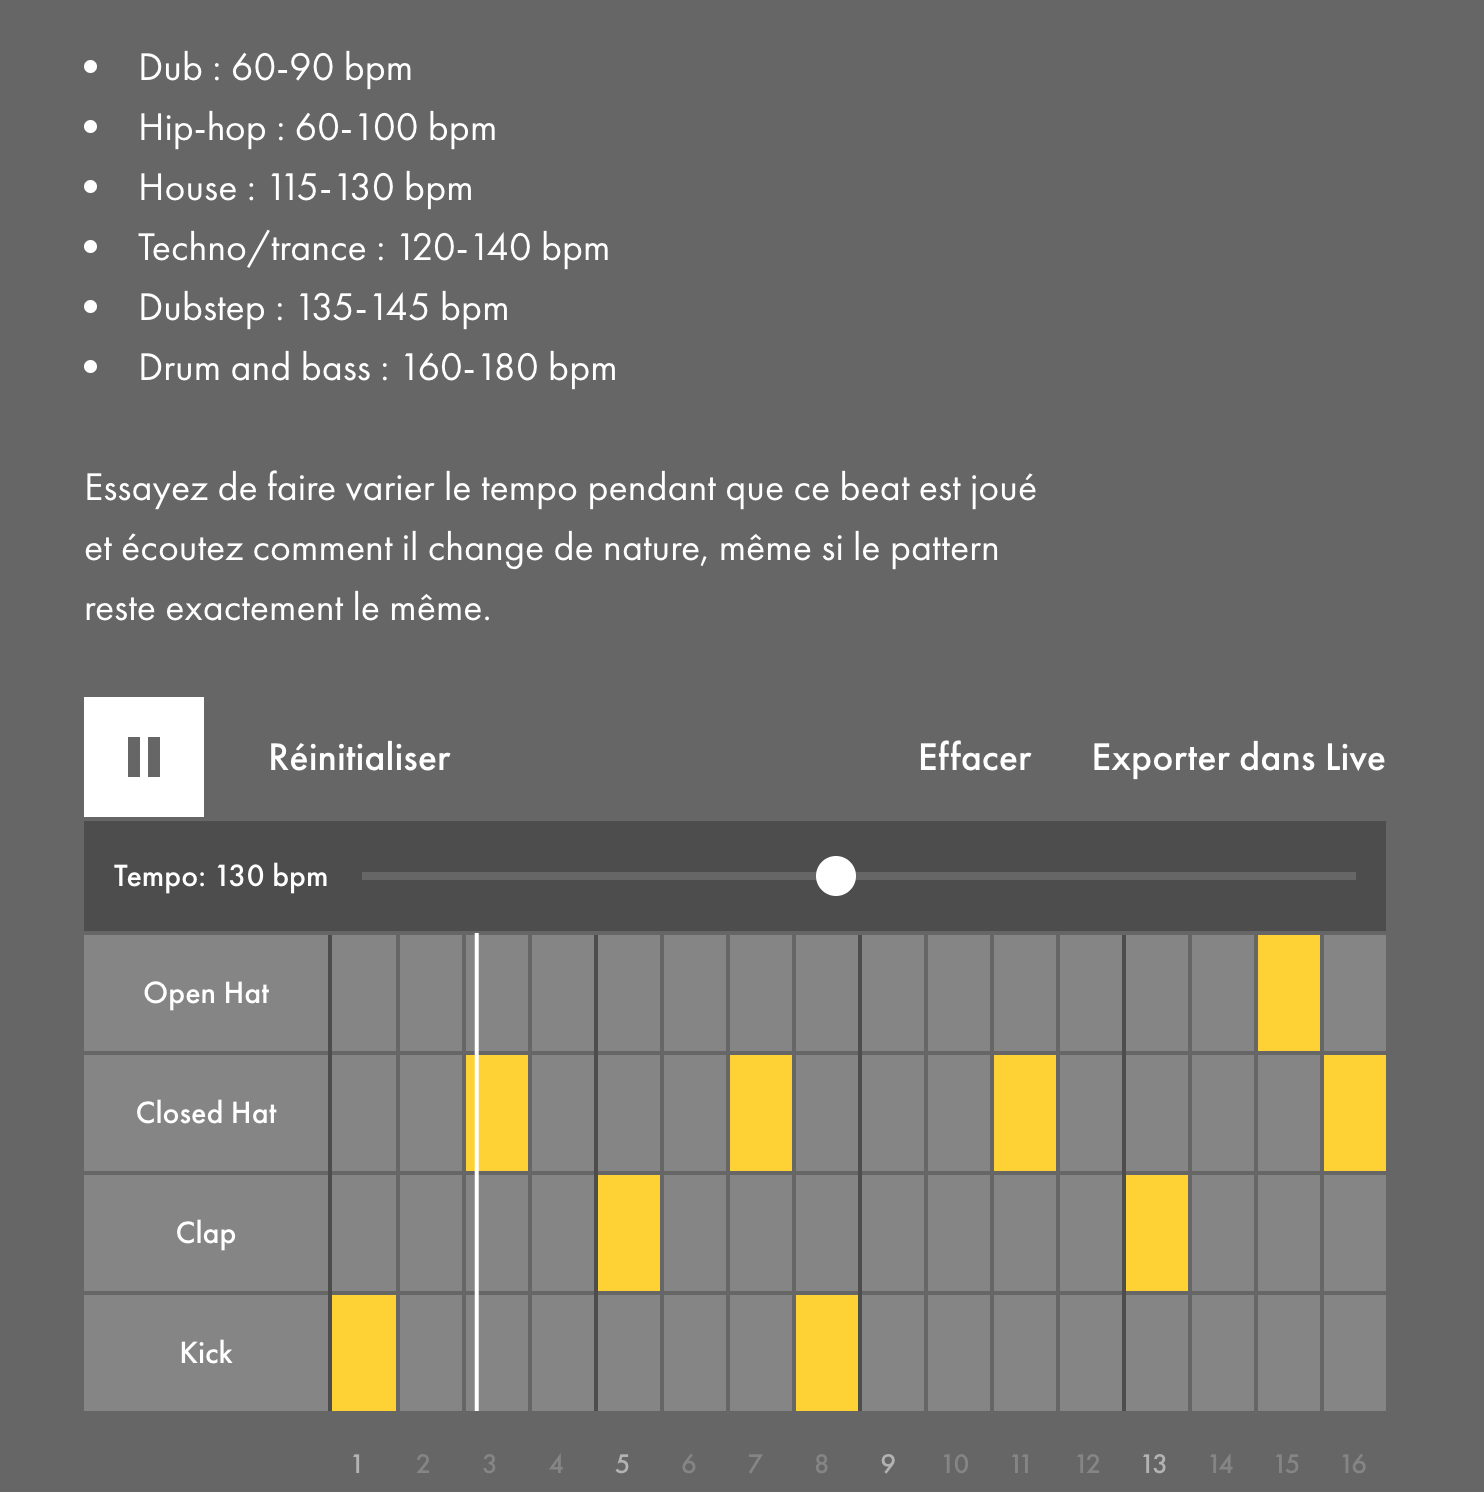 • Dub : 60-90 bpm
• Hip-hop : 60-100 bpm
• House : 115-130 bpm
• Techno/trance : 120-140 bpm
• Dubstep : 135-145 bpm
• Drum and bass : 160-180 bpm
Essayez de faire varier le tempo pendant que ce beat est joué
et écoutez comment il change de nature, même si le pattern
reste exactement le même.
Réinitialiser Effacer Exporter dans Live
Tempo: 130 bpm
Open Hat
Closed Hat
Clap
Kick
1 2 3 4 5 6 7 8 9 10 11 12 13 14 15 16